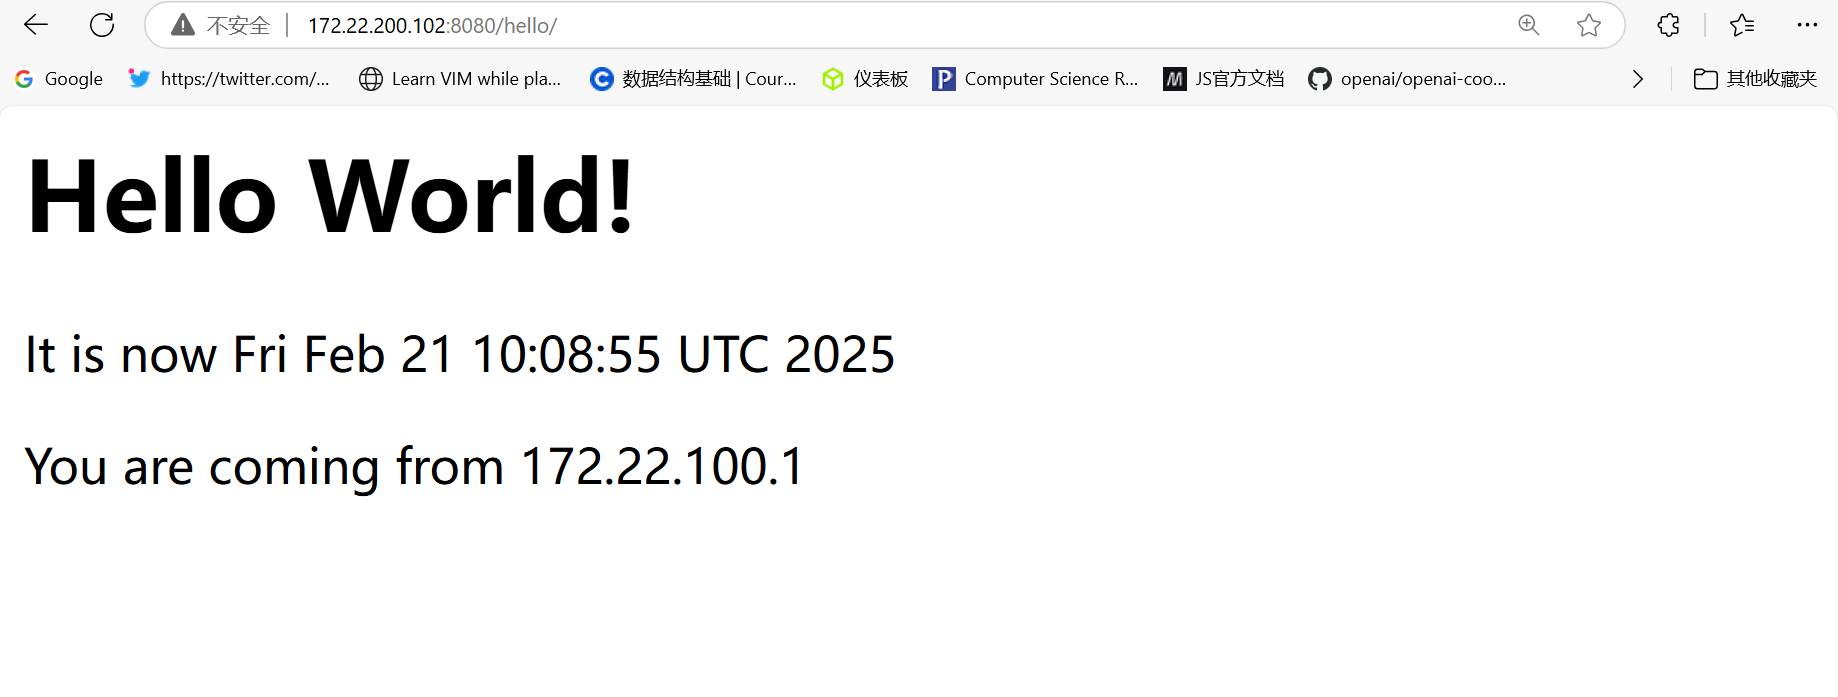 不安全 172.22.200.102:8080/hello/
Google https://twitter.com/... Learn VIM while pla... 数据结构基础 | Cour... 仪表板 Computer Science R... JS官方文档 openai/openai-coo... 其他收藏夹
Hello World!
It is now Fri Feb 21 10:08:55 UTC 2025
You are coming from 172.22.100.1